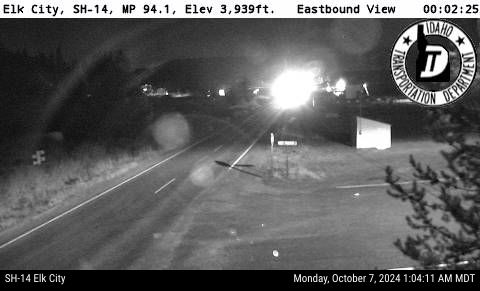 Elk City, SH-14, MP 94.1, Elev 3,939ft. Eastbound View 00:02:25
IDAHO
TRANSPORTATION DEPARTMENT
SH-14 Elk City Monday, October 7, 2024 1:04:11 AM MDT